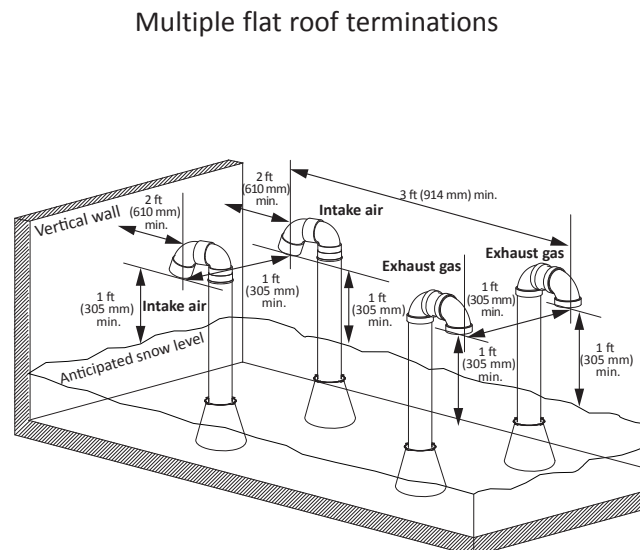 Multiple flat roof terminations
2 ft
(610 mm)
min.
2 ft
(610 mm)
min.
3 ft (914 mm) min.
Vertical wall
Intake air
Exhaust gas
Exhaust gas
1 ft
(305 mm)
min.
Intake air
1 ft
(305 mm)
min.
1 ft
(305 mm)
min.
1 ft
(305 mm)
min.
1 ft
(305 mm)
min.
1 ft
(305 mm)
min.
Anticipated snow level